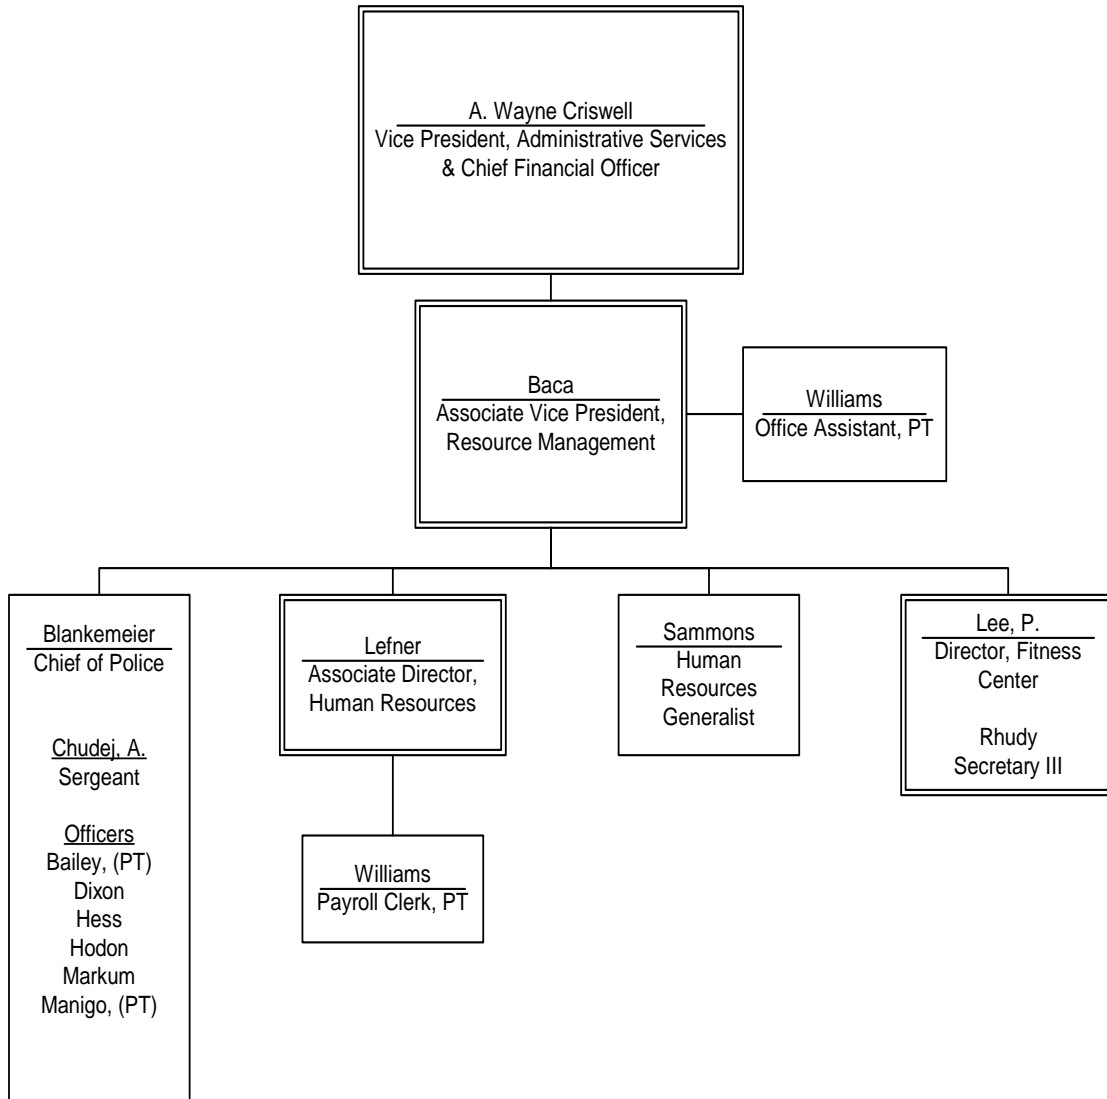 A. Wayne Criswell
Vice President, Administrative Services
& Chief Financial Officer
Baca
Associate Vice President,
Resource Management
Williams
Office Assistant, PT
Blankemeier
Chief of Police
Chudej, A.
Sergeant
Officers
Bailey, (PT)
Dixon
Hess
Hodon
Markum
Manigo, (PT)
Lefner
Associate Director,
Human Resources
Williams
Payroll Clerk, PT
Sammons
Human
Resources
Generalist
Lee, P.
Director, Fitness
Center
Rhudy
Secretary III